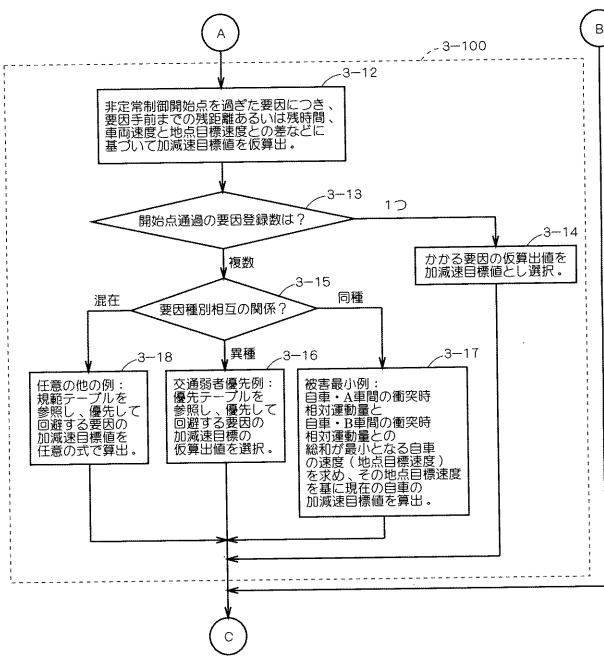 A
B
3-100
3-12
非定常制御開始点を過ぎた要因につき、
要因手前までの残距離あるいは残時間、
車両速度と地点目標速度との差などに
基づいて加減速目標値を仮算出。
3-13
開始点通過の要因登録数は？
1つ
3-14
かかる要因の仮算出値を
加減速目標値とし選択。
複数
3-15
要因種別相互の関係？
混在
同種
異種
3-18
任意の他の例：
規範テーブルを
参照し、優先して
回避する要因の
加減速目標値を
任意の式で算出。
3-16
交通弱者優先例：
優先テーブルを
参照し、優先して
回避する要因の
加減速目標の
仮算出値を選択。
3-17
被害最小例：
自車・A車間の衝突時
相対運動量と
自車・B車間の衝突時
相対運動量との
総和が最小となる自車
の速度（地点目標速度）
を求め、その地点目標速度
を基に現在の自車の
加減速目標値を算出。
C